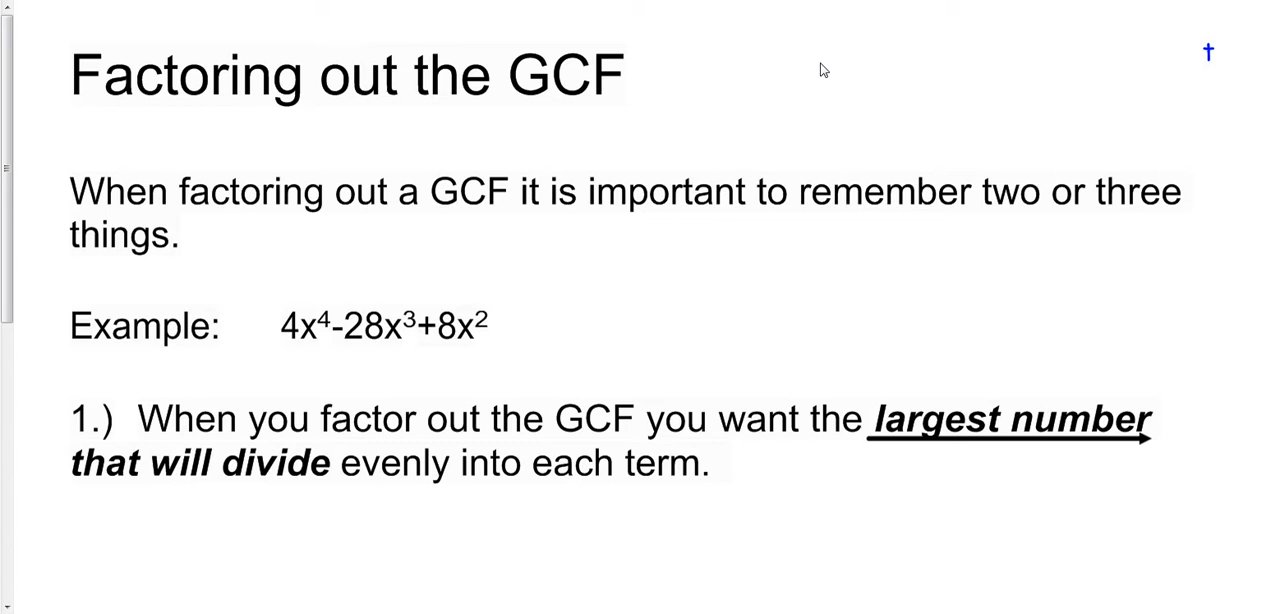 Factoring out the GCF
When factoring out a GCF it is important to remember two or three
things.
Example: 4x⁴-28x³+8x²
1.) When you factor out the GCF you want the largest number
that will divide evenly into each term.